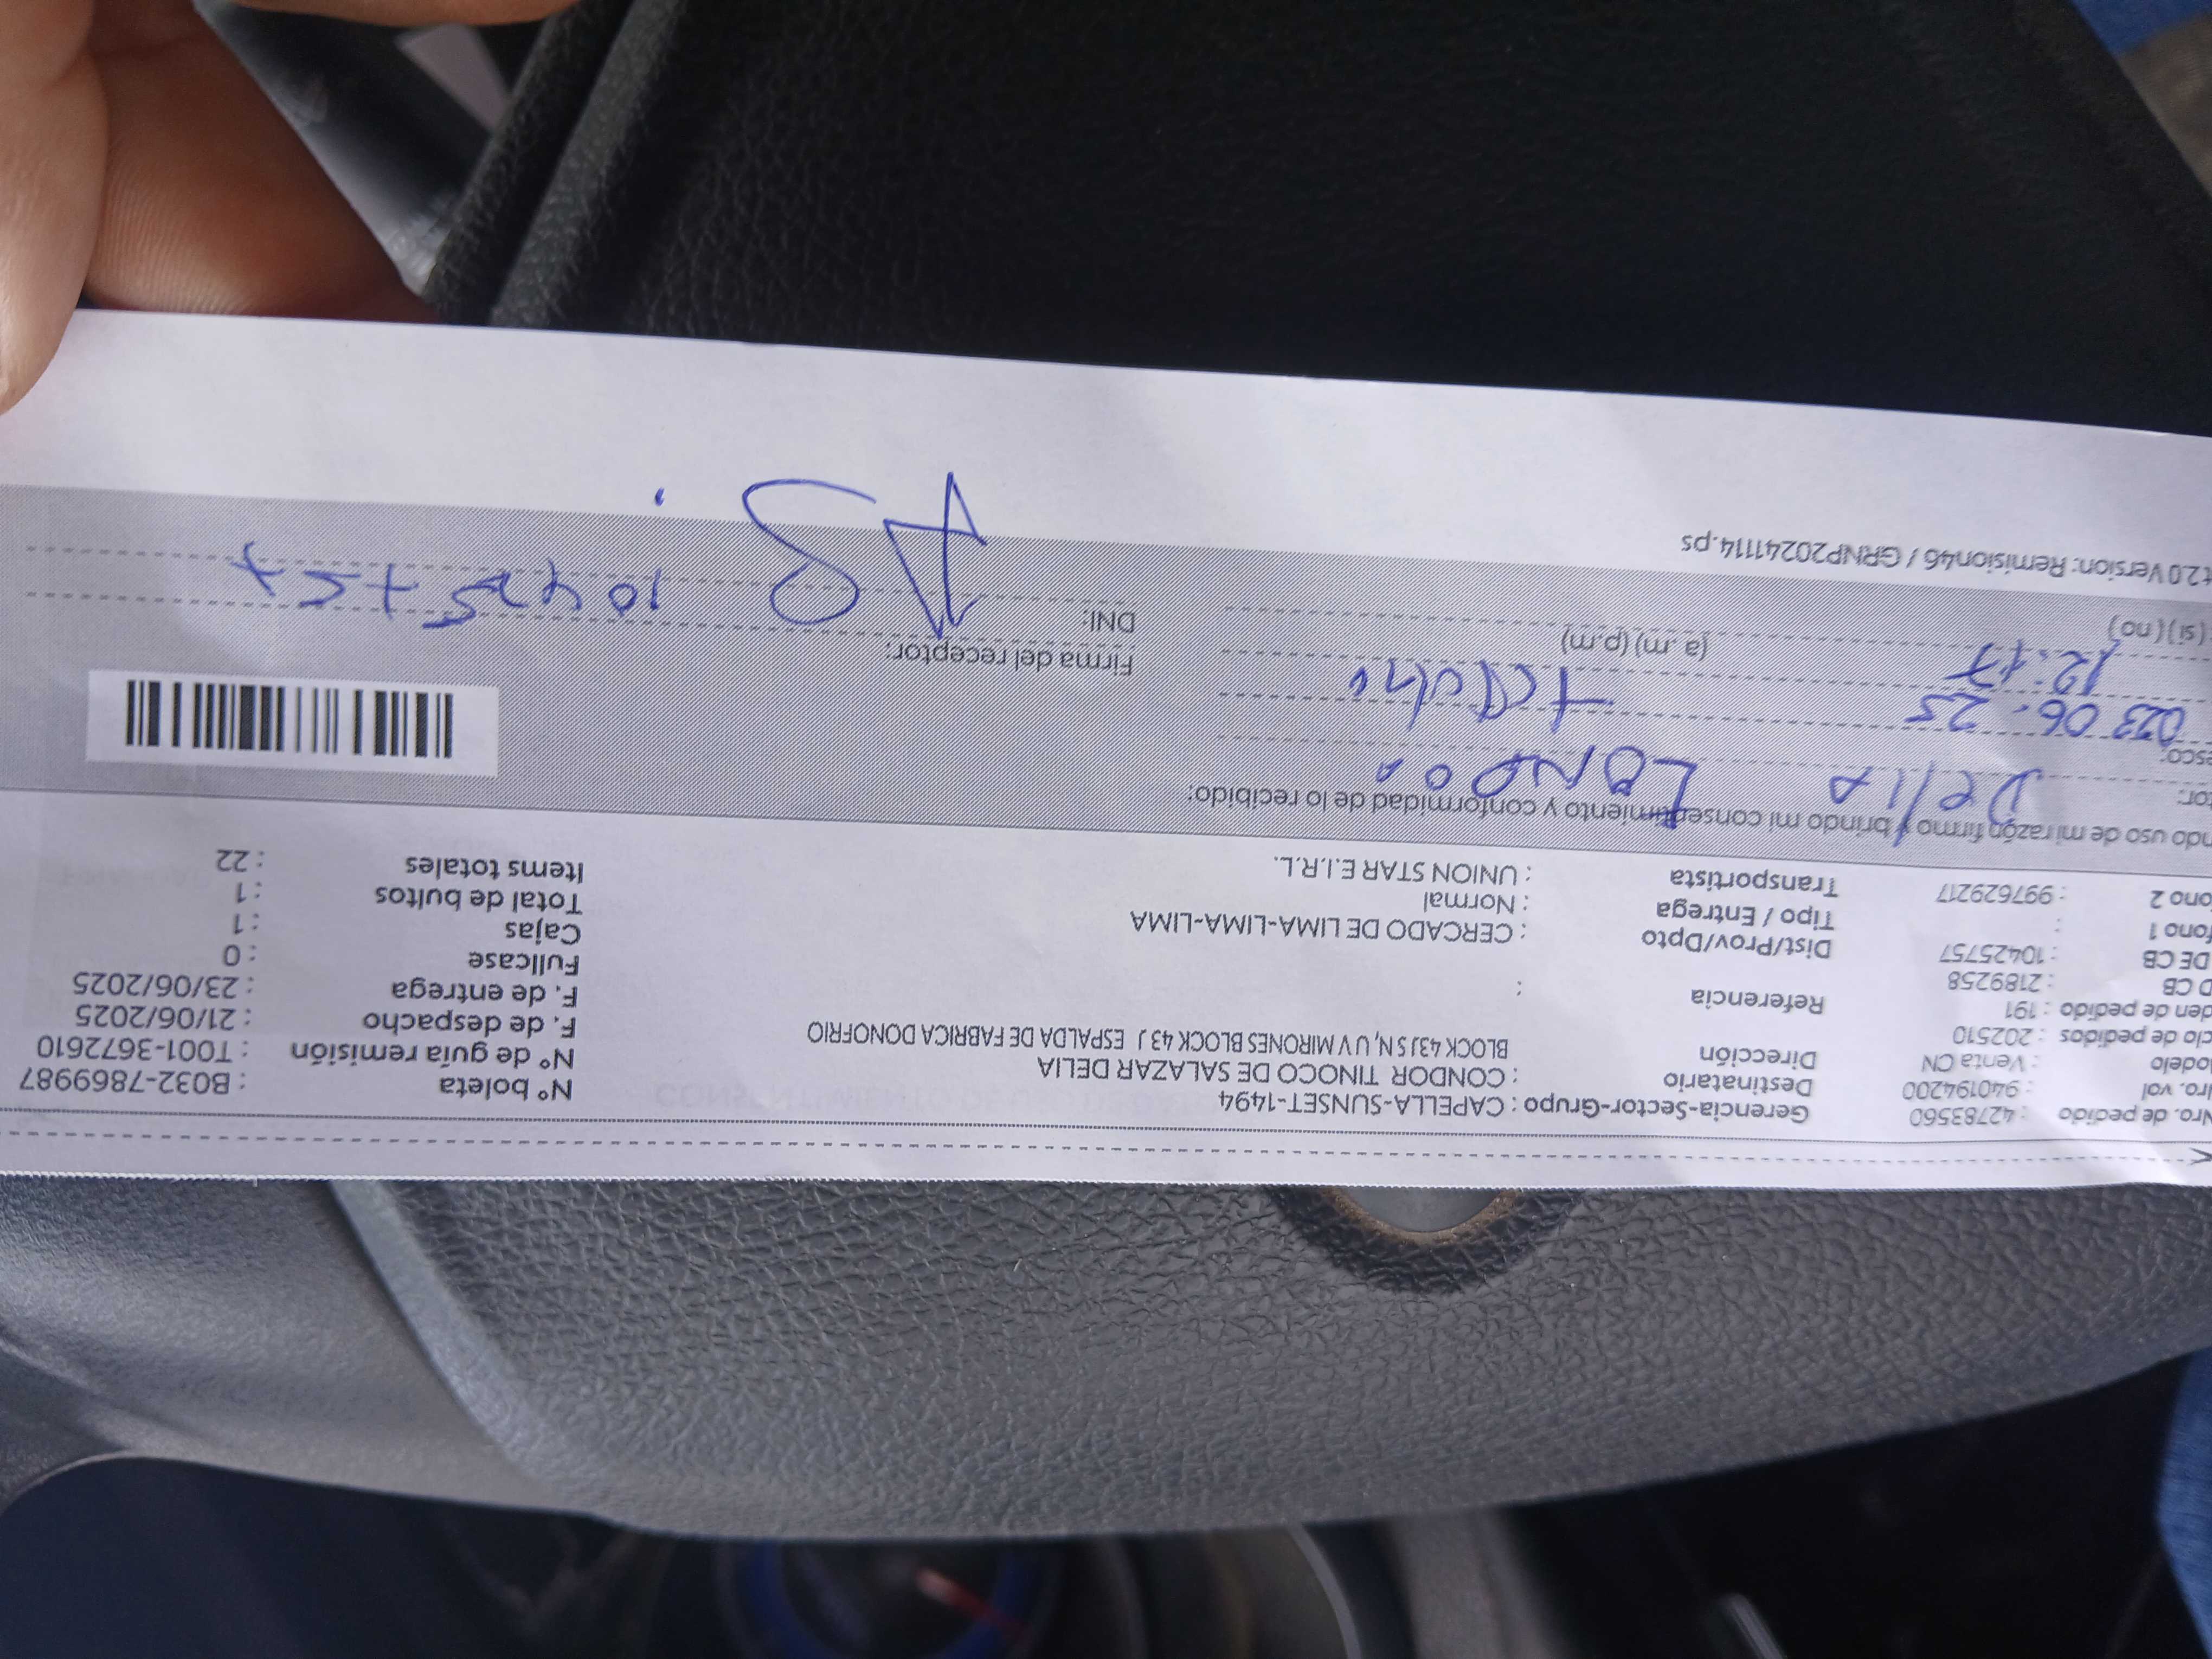 Nro. de pedido : 42783560 Gerencia-Sector-Grupo : CAPELLA-SUNSET-1494 N° boleta : B032-7869987
Nro. val : 940194200 Destinatario : CONDOR TINOCO DE SALAZAR DELIA N° de guía remisión : T001-3672610
odelo : Venta CN Dirección BLOCK 43J S N, U V MIRONES BLOCK 43 J ESPALDA DE FABRICA DONOFRIO F. de despacho : 21/06/2025
clo de pedidos : 202510 F. de entrega : 23/06/2025
den de pedido : 191 Referencia : Fullcase : 0
D CB : 2189258 Cajas : 1
DE CB : 10425757 Dist/Prov/Dpto : CERCADO DE LIMA-LIMA-LIMA Total de bultos : 1
fono 1 : Tipo / Entrega : Normal Items totales : 22
ono 2 : 997629217 Transportista : UNION STAR E.I.R.L.
ndo uso de mi razón firmo y brindo mi consentimiento y conformidad de lo recibido:
tor: Delia
esco:
023 06.25
12:17 (a.m) (p.m) Firma del receptor:
(si) (no) DNI: 10425757
t2.0 Version: Remision46 / GRNP20241114.ps